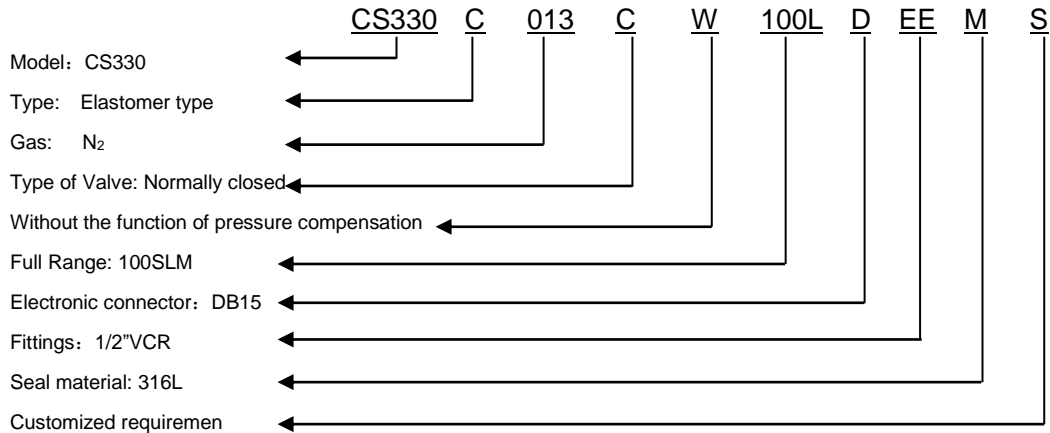 CS330 C 013 C W 100L D EE M S
Model：CS330
Type: Elastomer type
Gas: N₂
Type of Valve: Normally closed
Without the function of pressure compensation
Full Range: 100SLM
Electronic connector：DB15
Fittings：1/2”VCR
Seal material: 316L
Customized requiremen